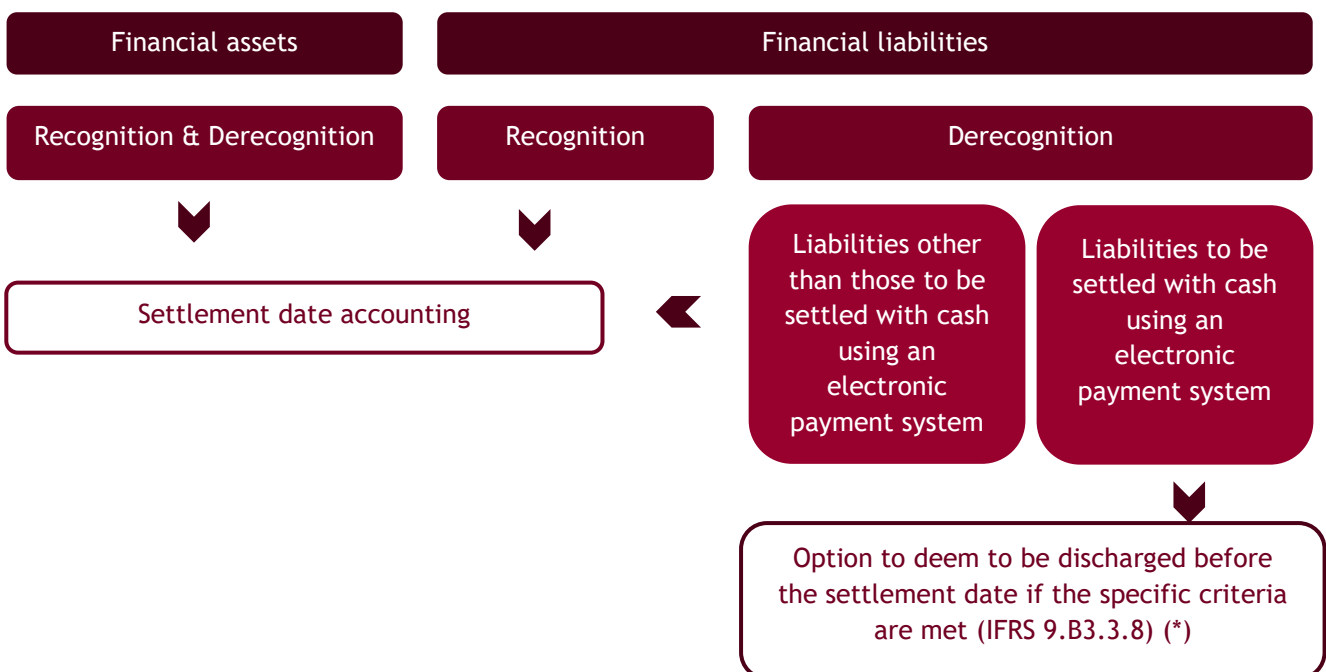 Financial assets
Financial liabilities
Recognition & Derecognition
Recognition
Derecognition
Liabilities other
than those to be
settled with cash
using an
electronic
payment system
Liabilities to be
settled with cash
using an
electronic
payment system
Settlement date accounting
Option to deem to be discharged before
the settlement date if the specific criteria
are met (IFRS 9.B3.3.8) (*)